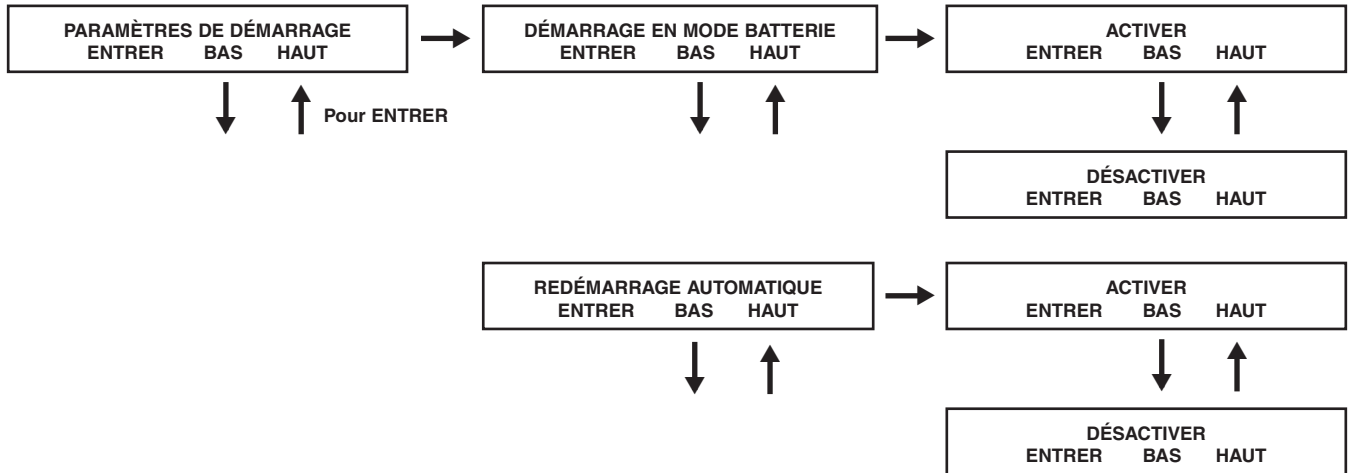 PARAMÈTRES DE DÉMARRAGE
ENTRER BAS HAUT
Pour ENTRER
DÉMARRAGE EN MODE BATTERIE
ENTRER BAS HAUT
ACTIVER
ENTRER BAS HAUT
DÉSACTIVER
ENTRER BAS HAUT
REDÉMARRAGE AUTOMATIQUE
ENTRER BAS HAUT
ACTIVER
ENTRER BAS HAUT
DÉSACTIVER
ENTRER BAS HAUT